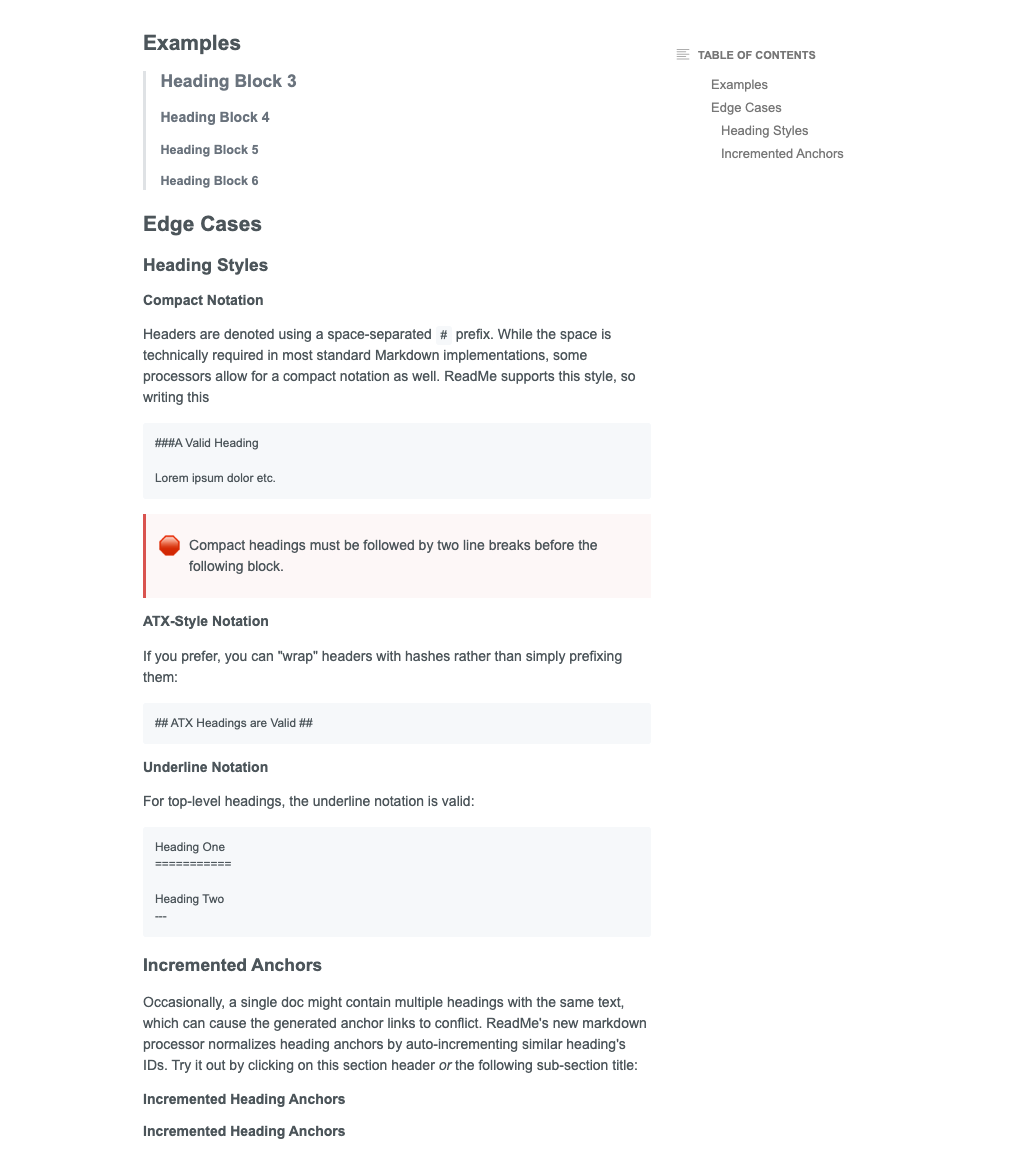 Examples
Heading Block 3
Heading Block 4
Heading Block 5
Heading Block 6
Edge Cases
Heading Styles
Compact Notation
Headers are denoted using a space-separated # prefix. While the space is
technically required in most standard Markdown implementations, some
processors allow for a compact notation as well. ReadMe supports this style, so
writing this
###A Valid Heading
Lorem ipsum dolor etc.
Compact headings must be followed by two line breaks before the
following block.
ATX-Style Notation
If you prefer, you can "wrap" headers with hashes rather than simply prefixing
them:
## ATX Headings are Valid ##
Underline Notation
For top-level headings, the underline notation is valid:
Heading One
===========
Heading Two
---
Incremented Anchors
Occasionally, a single doc might contain multiple headings with the same text,
which can cause the generated anchor links to conflict. ReadMe's new markdown
processor normalizes heading anchors by auto-incrementing similar heading's
IDs. Try it out by clicking on this section header or the following sub-section title:
Incremented Heading Anchors
Incremented Heading Anchors
TABLE OF CONTENTS
Examples
Edge Cases
Heading Styles
Incremented Anchors